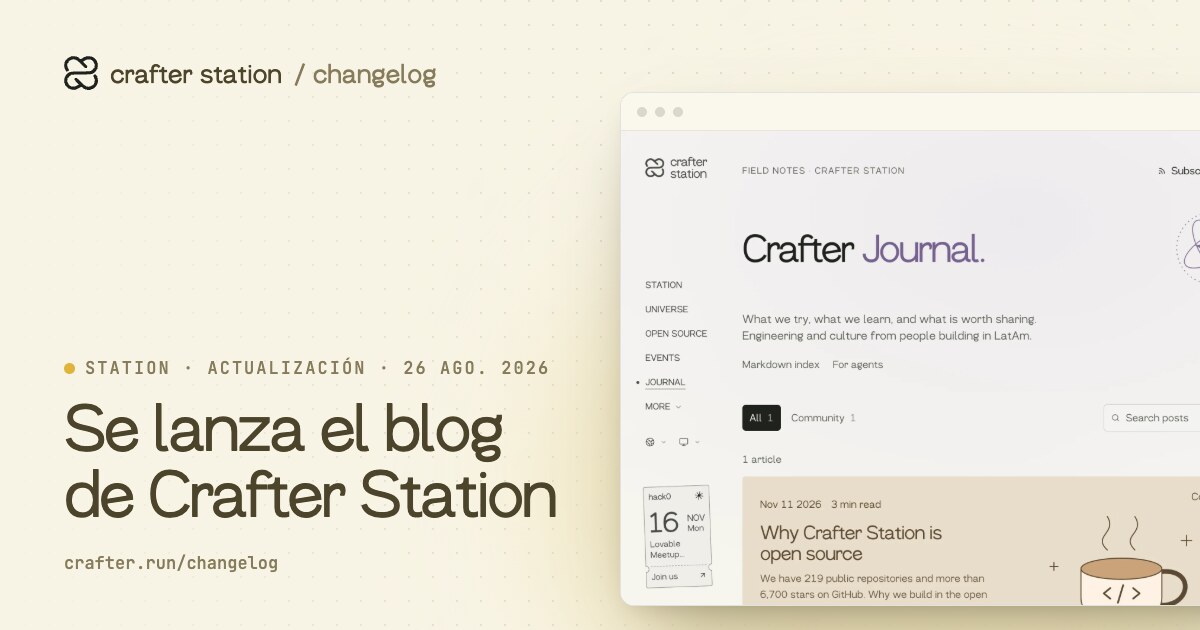 crafter station / changelog
STATION · ACTUALIZACIÓN · 26 AGO. 2026
Se lanza el blog
de Crafter Station
crafter.run/changelog
crafter
station
FIELD NOTES · CRAFTER STATION
Subsc
Crafter Journal.
STATION
UNIVERSE
OPEN SOURCE
EVENTS
JOURNAL
MORE
What we try, what we learn, and what is worth sharing.
Engineering and culture from people building in LatAm.
Markdown index For agents
All 1 Community 1
Search posts
1 article
hack0
16 NOV
Mon
Lovable
Meetup...
Join us
Nov 11 2026 3 min read
Why Crafter Station is
open source
We have 219 public repositories and more than
6,700 stars on GitHub. Why we build in the open